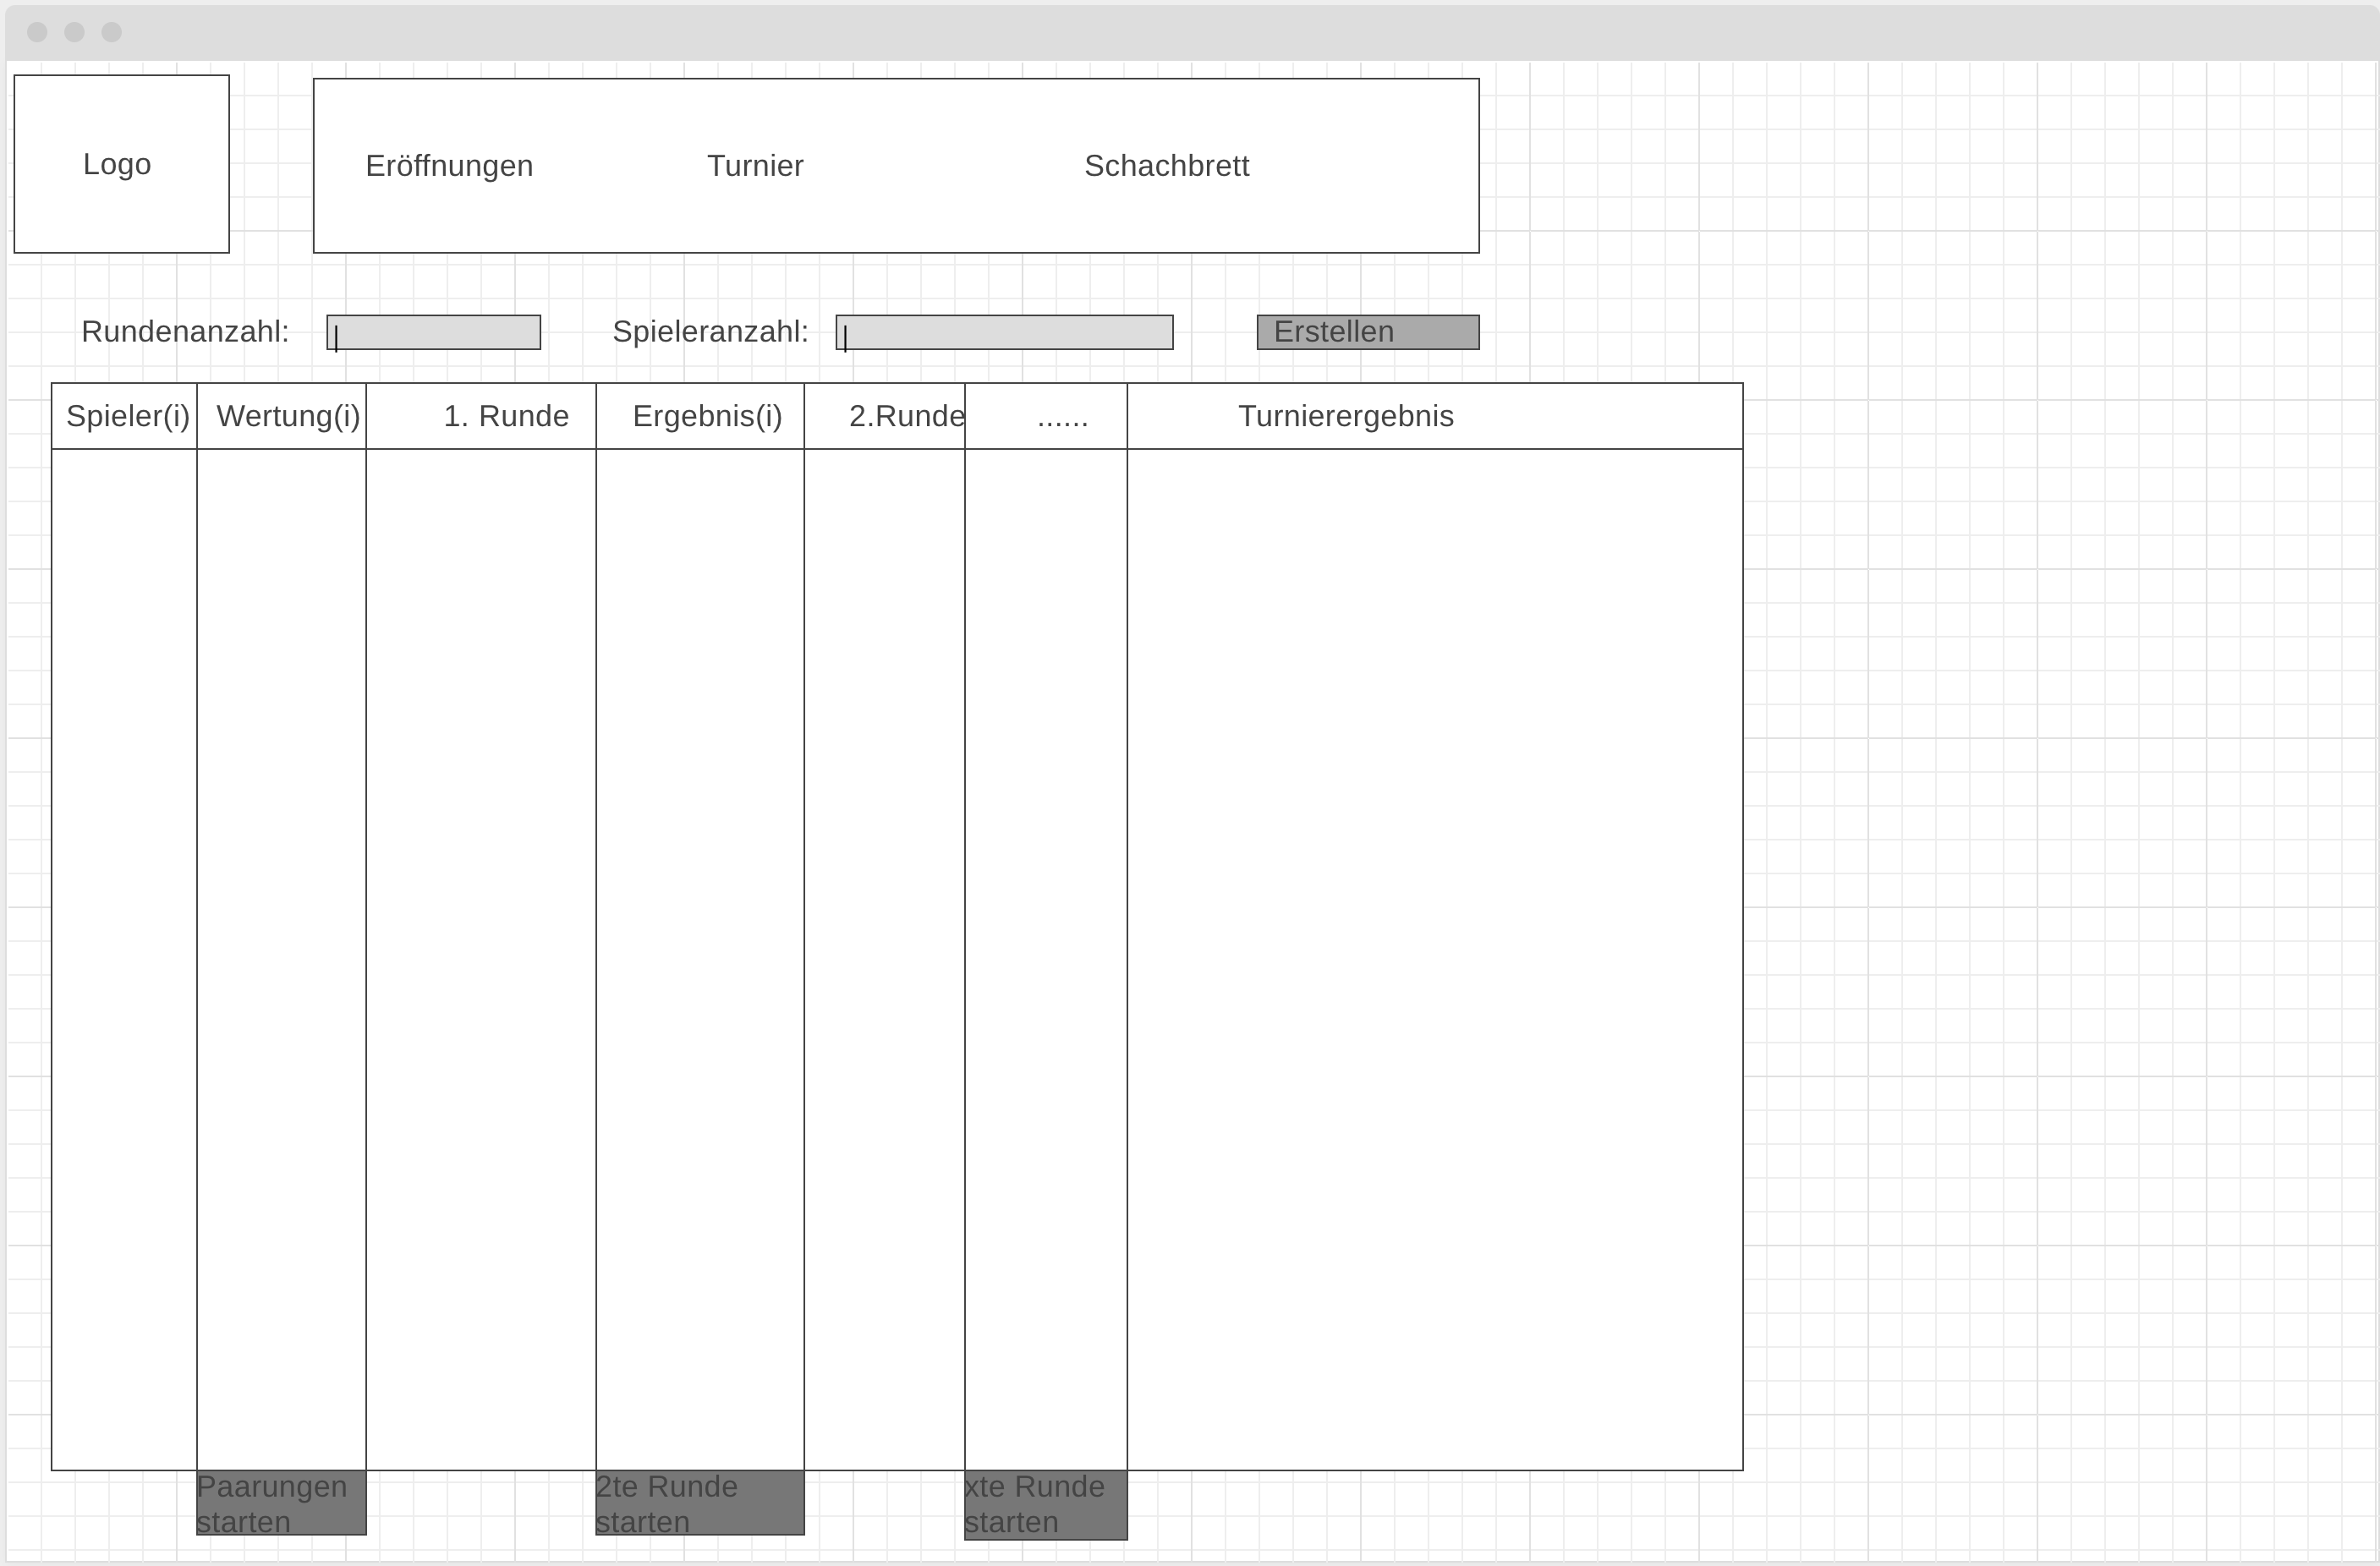 Logo
Eröffnungen Turnier Schachbrett
Rundenanzahl: Spieleranzahl: Erstellen
Spieler(i) Wertung(i) 1. Runde Ergebnis(i) 2.Runde ...... Turnierergebnis
Paarungen
starten
2te Runde
starten
xte Runde
starten